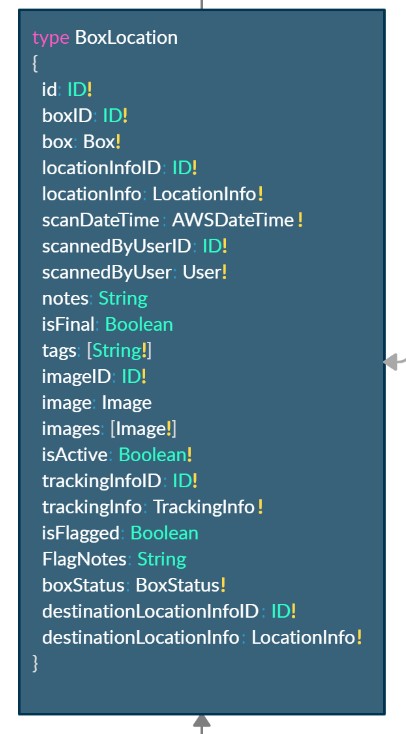 type BoxLocation
{
id: ID!
boxID: ID!
box: Box!
locationInfoID: ID!
locationInfo: LocationInfo!
scanDateTime: AWSDateTime!
scannedByUserID: ID!
scannedByUser: User!
notes: String
isFinal: Boolean
tags: [String!]
imageID: ID!
image: Image
images: [Image!]
isActive: Boolean!
trackingInfoID: ID!
trackingInfo: TrackingInfo!
isFlagged: Boolean
FlagNotes: String
boxStatus: BoxStatus!
destinationLocationInfoID: ID!
destinationLocationInfo: LocationInfo!
}